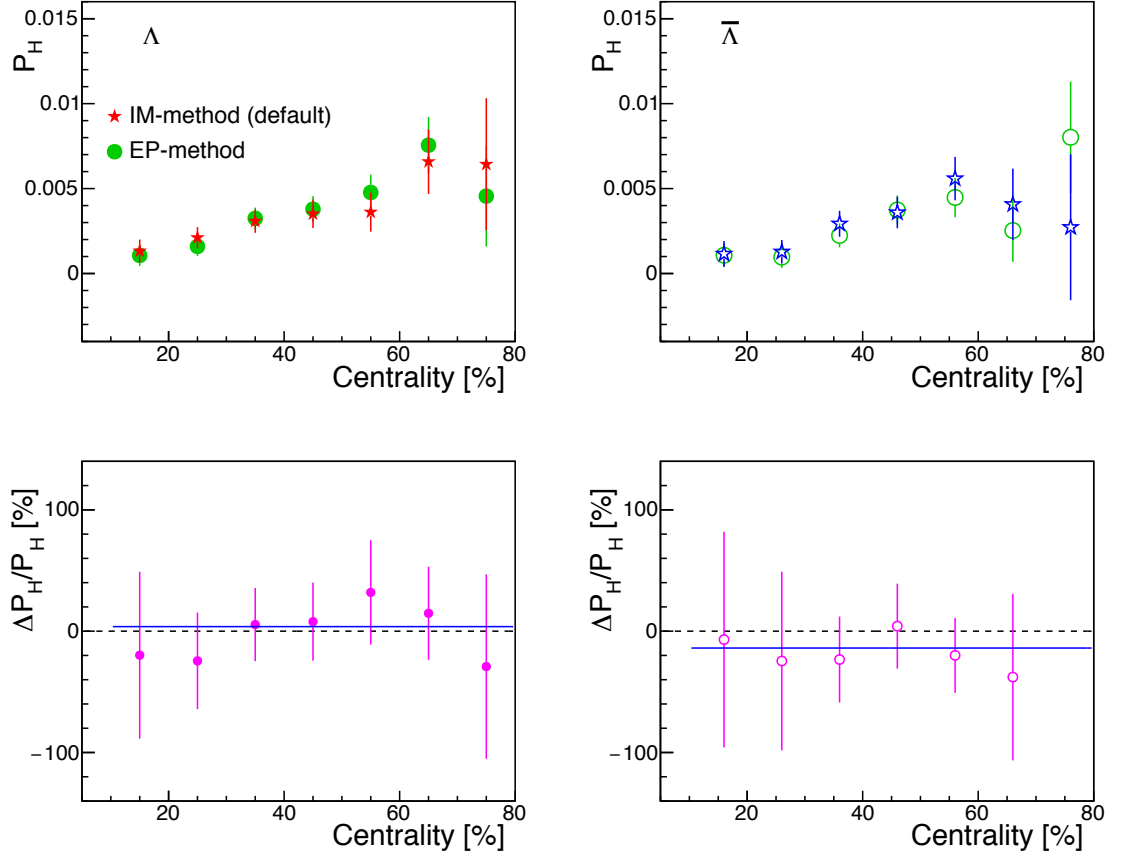 0.015
0.01
0.005
0
P_H
Λ
IM-method (default)
EP-method
20 40 60 80
Centrality [%]
0.015
0.01
0.005
0
P_H
Λ̅
20 40 60 80
Centrality [%]
100
0
−100
ΔP_H/P_H [%]
20 40 60 80
Centrality [%]
100
0
−100
ΔP_H/P_H [%]
20 40 60 80
Centrality [%]